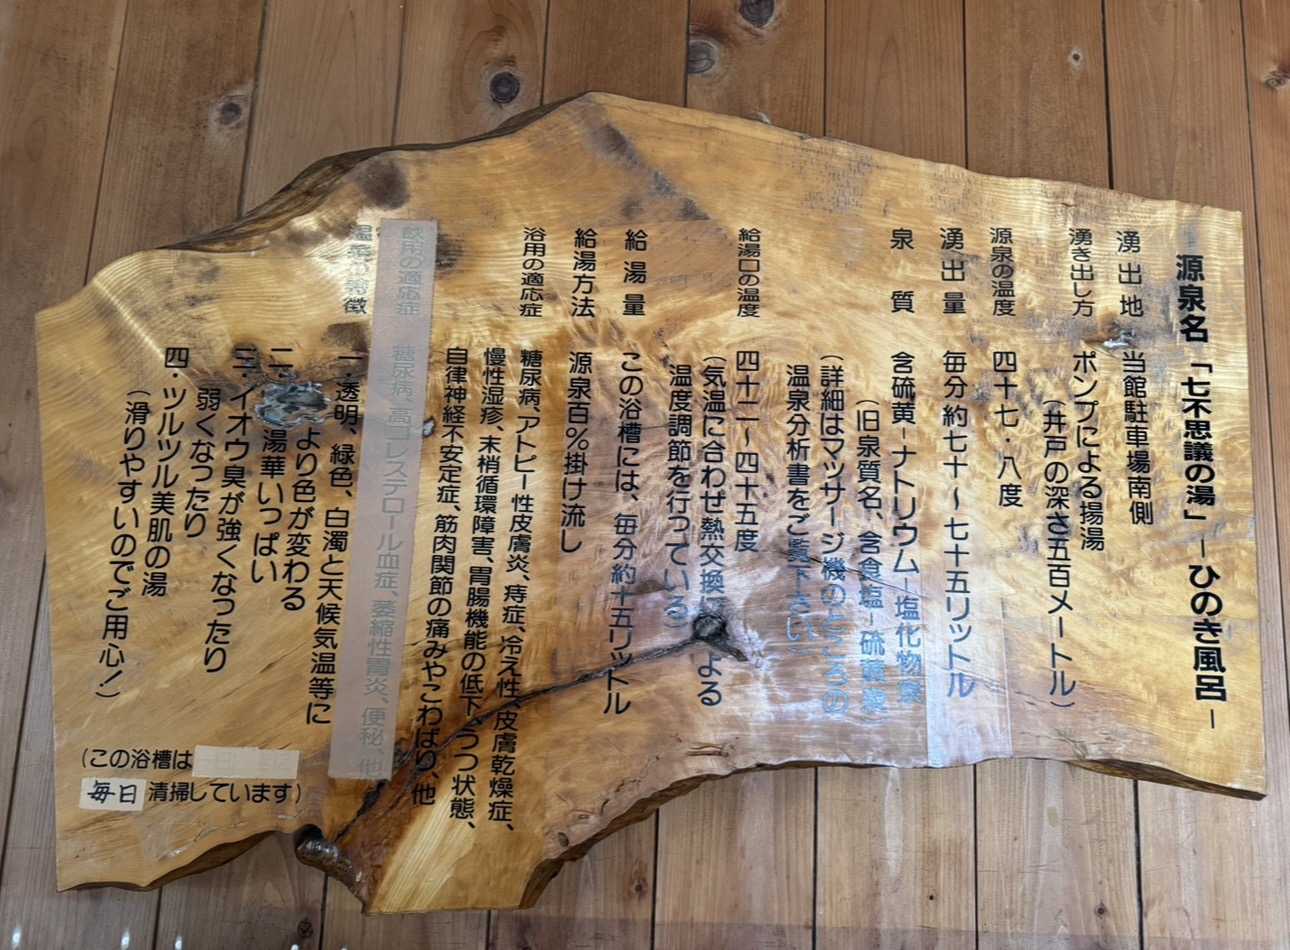 源泉名 「七不思議の湯」 ーひのき風呂ー
湧出地 当館駐車場南側
湧き出し方 ポンプによる揚湯
(井戸の深さ五百メートル)
源泉の温度 四十七・八度
湧出量 毎分約七十〜七十五リットル
泉質 含硫黄ーナトリウムー塩化物泉
(旧泉質名、含食塩ー硫黄泉)
(詳細はマッサージ機のところの
温泉分析書をご覧下さい)
給湯口の温度 四十二〜四十五度
(気温に合わせ熱交換による
温度調節を行っている)
給湯量 この浴槽には、毎分約十五リットル
給湯方法 源泉百%掛け流し
浴用の適応症 糖尿病、アトピー性皮膚炎、痔症、冷え性、皮膚乾燥症、
慢性湿疹、末梢循環障害、胃腸機能の低下、うつ状態、
自律神経不安定症、筋肉関節の痛みやこわばり、他
飲用の適応症 糖尿病、高コレステロール血症、萎縮性胃炎、便秘、他
温泉の特徴 一・透明、緑色、白濁と天候気温等に
より色が変わる
二・湯華いっぱい
三・イオウ臭が強くなったり
弱くなったり
四・ツルツル美肌の湯
(滑りやすいのでご用心!)
(この浴槽は
毎日 清掃しています)